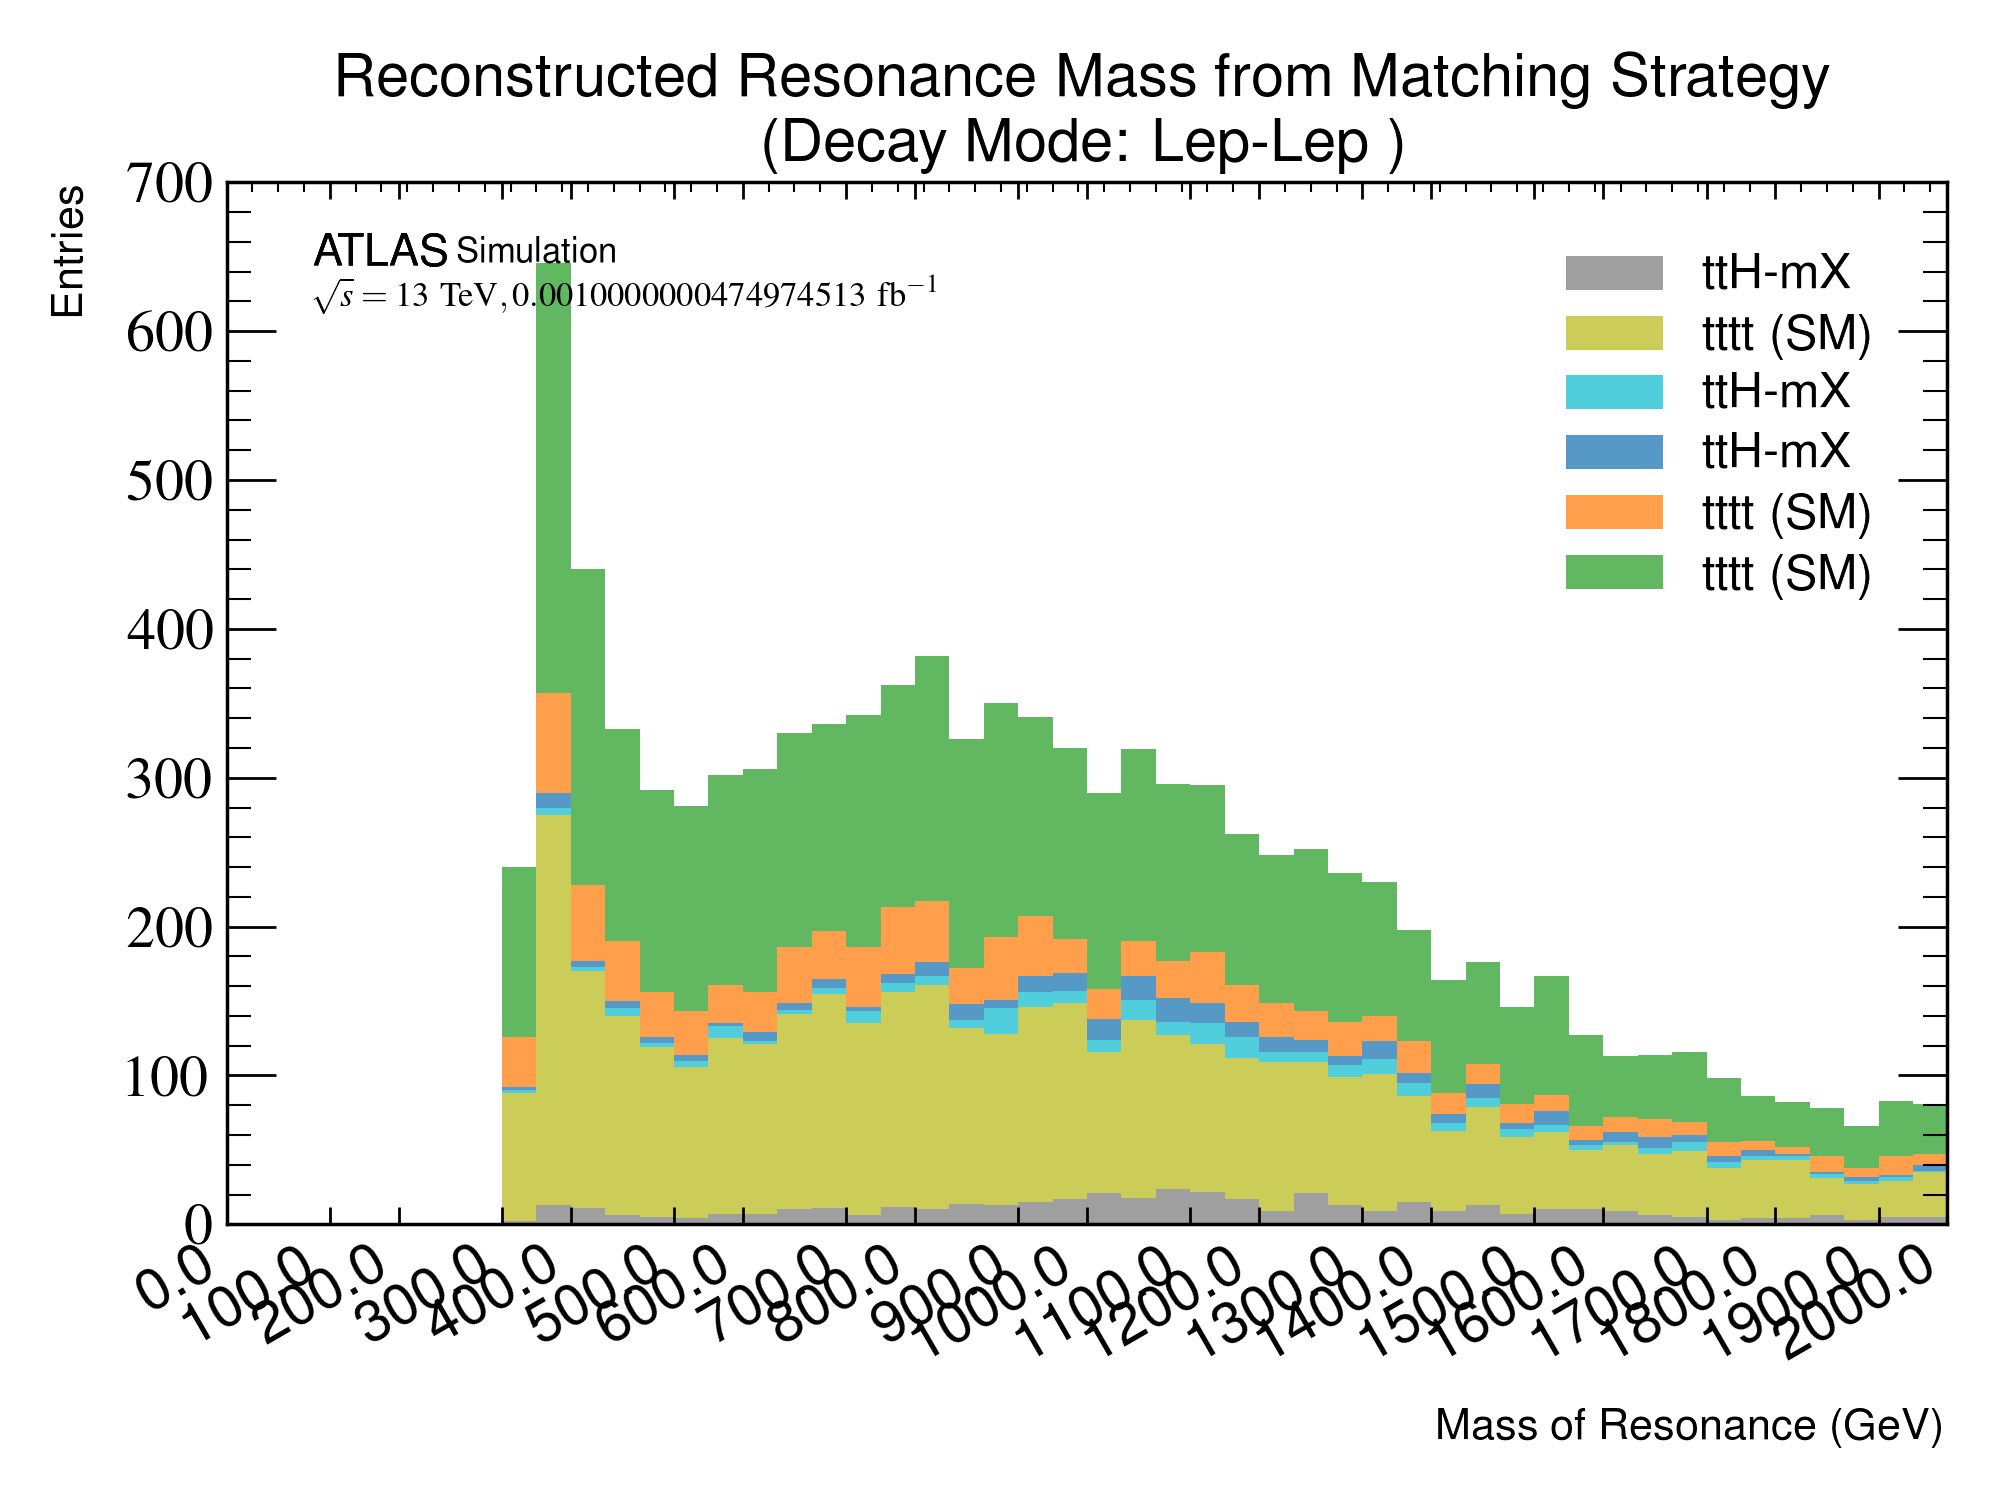 Reconstructed Resonance Mass from Matching Strategy
(Decay Mode: Lep-Lep )
Entries
700
600
500
400
300
200
100
0
ATLAS Simulation
√s = 13 TeV, 0.0010000000474974513 fb⁻¹
ttH-mX
tttt (SM)
ttH-mX
ttH-mX
tttt (SM)
tttt (SM)
0.0
100.0
200.0
300.0
400.0
500.0
600.0
700.0
800.0
900.0
1000.0
1100.0
1200.0
1300.0
1400.0
1500.0
1600.0
1700.0
1800.0
1900.0
2000.0
Mass of Resonance (GeV)